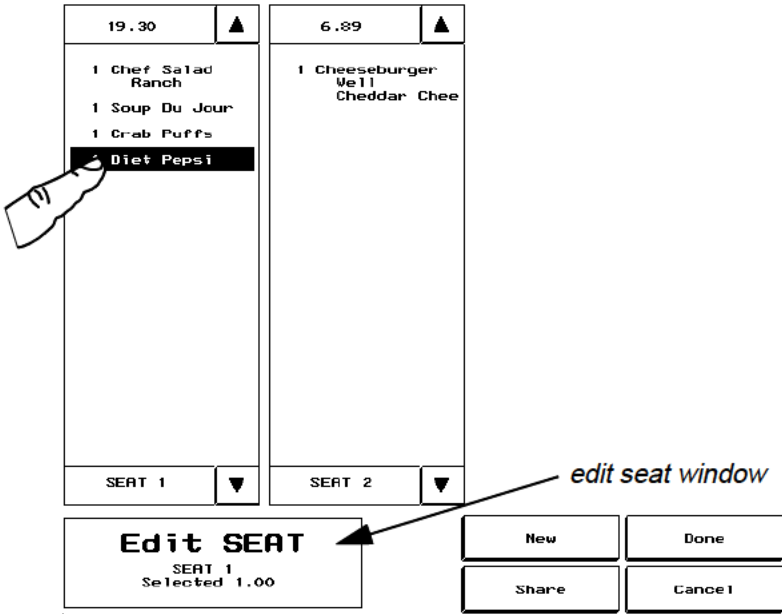 19.30
6.89
1 Chef Salad
Ranch
1 Soup Du Jour
1 Crab Puffs
Diet Pepsi
1 Cheeseburger
Well
Cheddar Chee
SEAT 1
SEAT 2
edit seat window
Edit SEAT
SEAT 1
Selected 1.00
New
Done
Share
Cancel